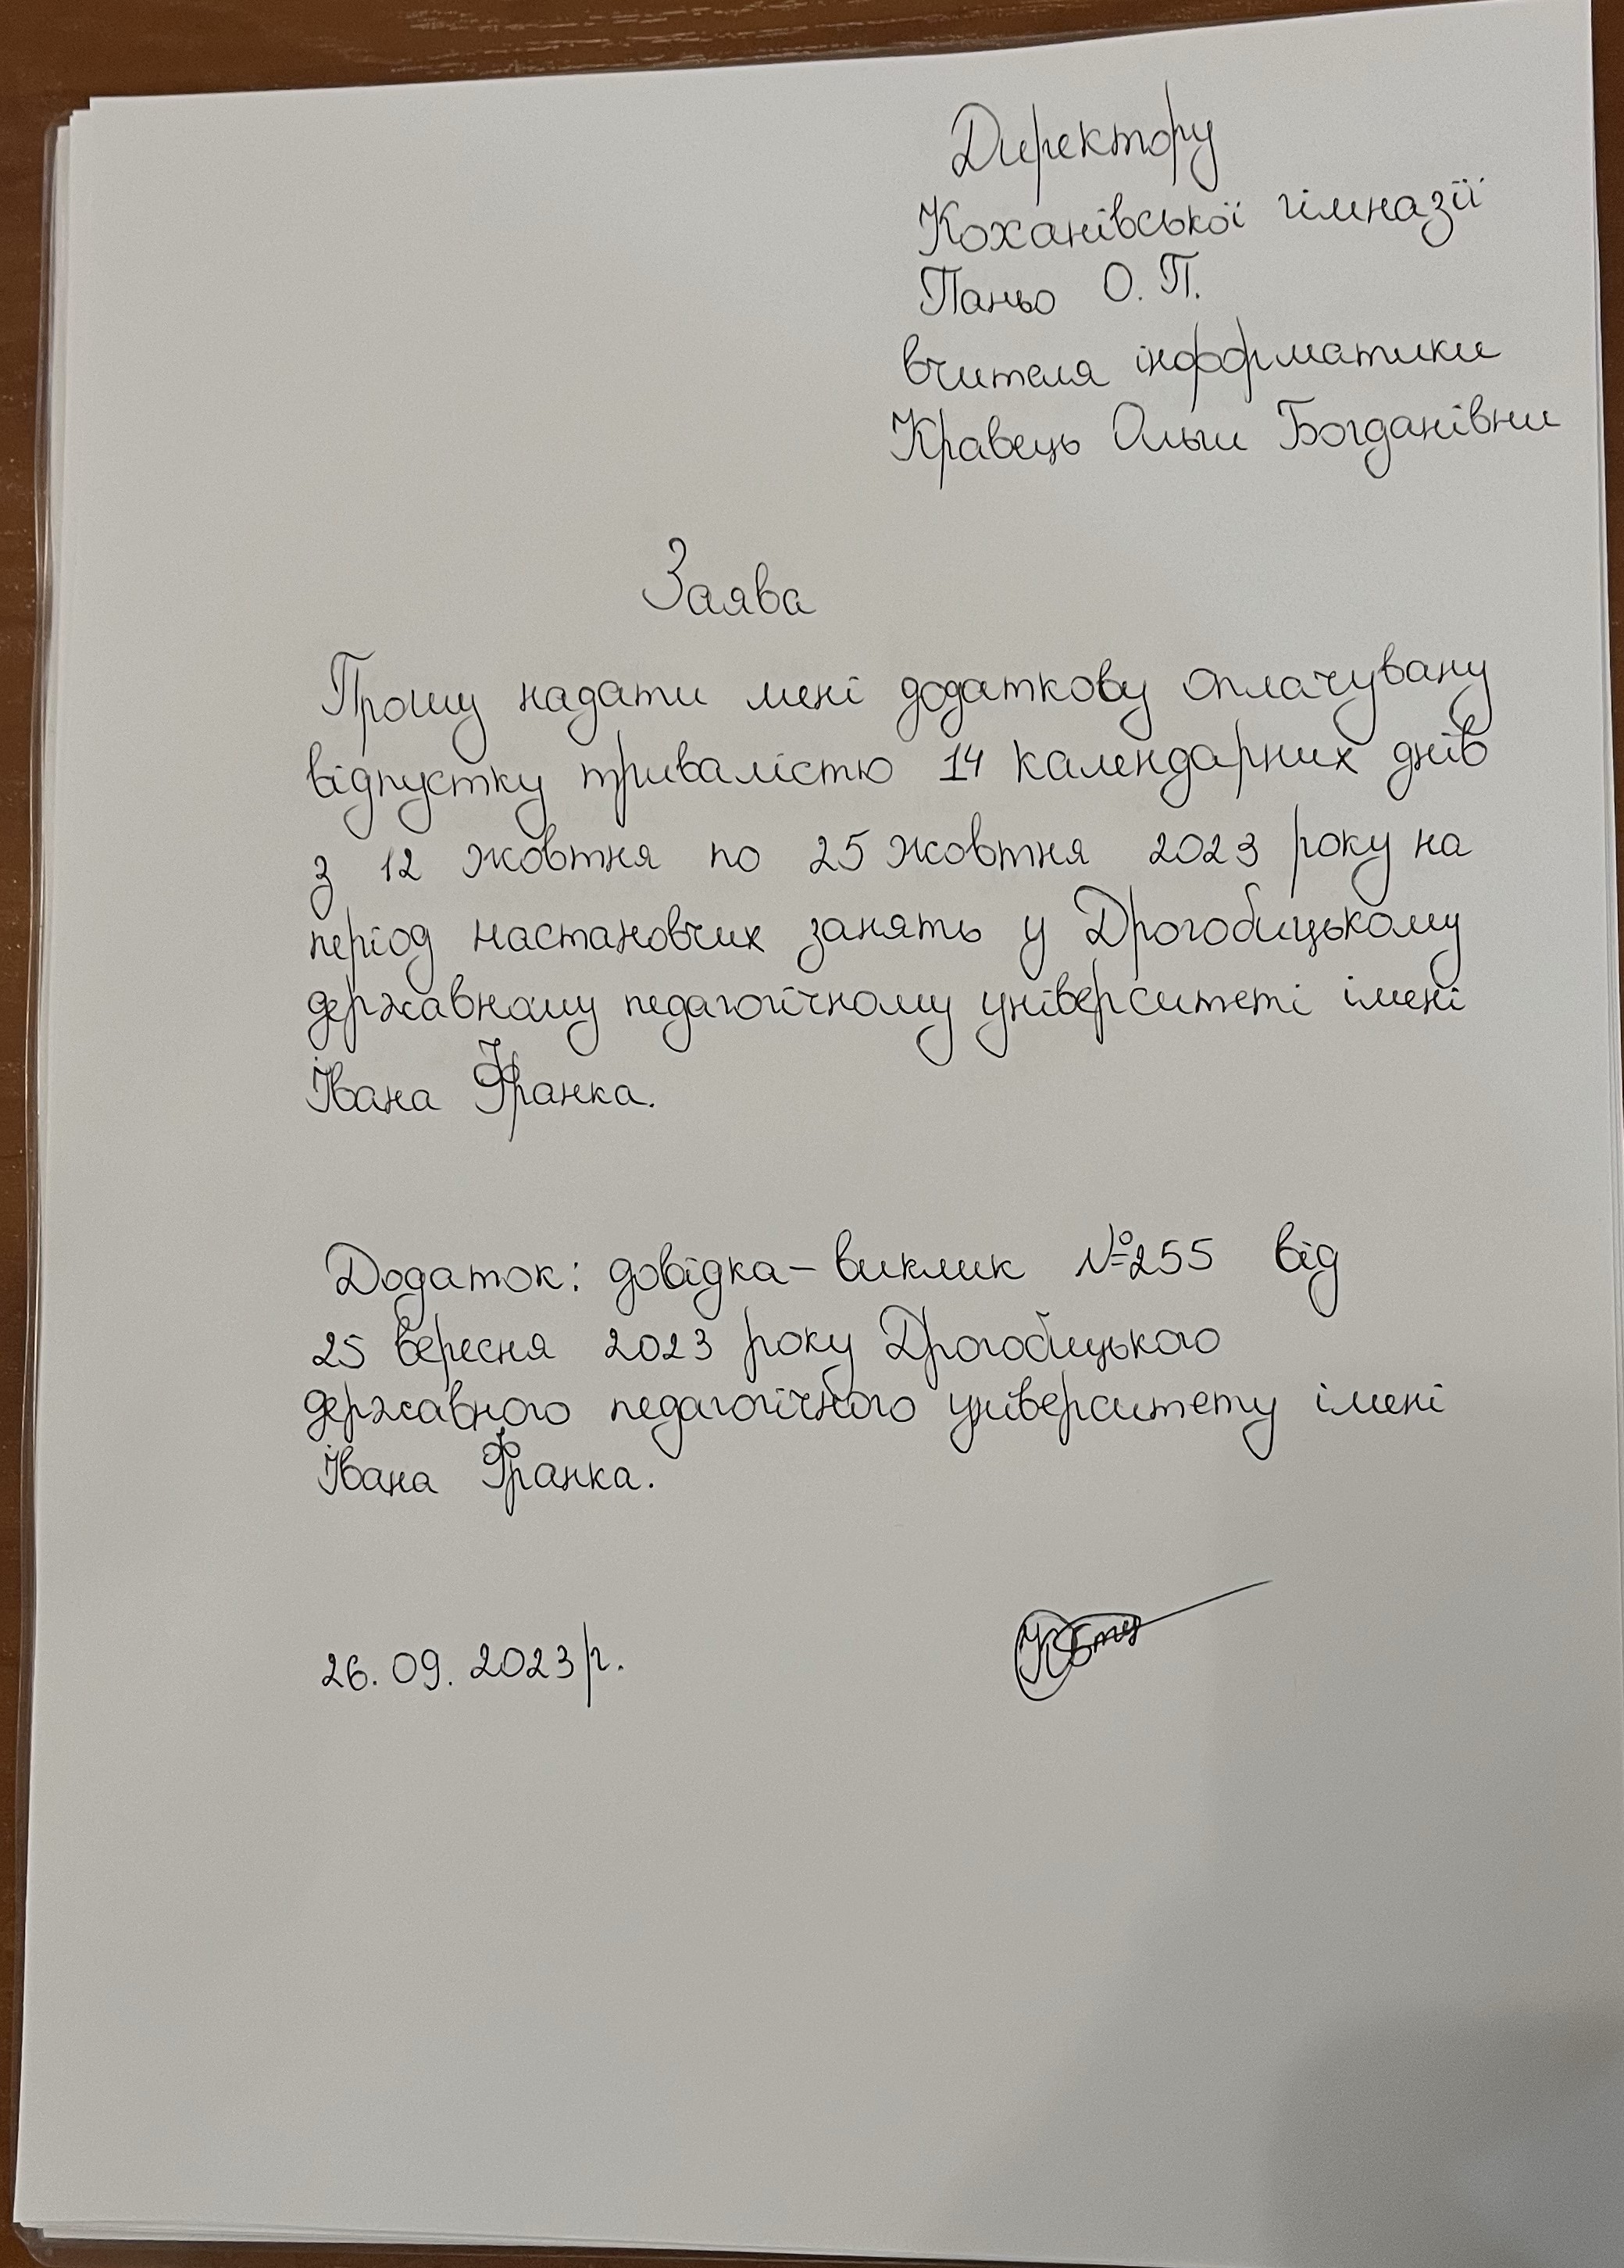 Директору
Коханівської гімназії
Паньо О. П.
вчителя інформатики
Кравець Ольги Богданівни
Заява
Прошу надати мені додаткову оплачувану
відпустку тривалістю 14 календарних днів
з 12 жовтня по 25 жовтня 2023 року на
період настановчих занять у Дрогобицькому
державному педагогічному університеті імені
Івана Франка.
Додаток: довідка-виклик №255 від
25 вересня 2023 року Дрогобицького
державного педагогічного університету імені
Івана Франка.
26.09.2023р.